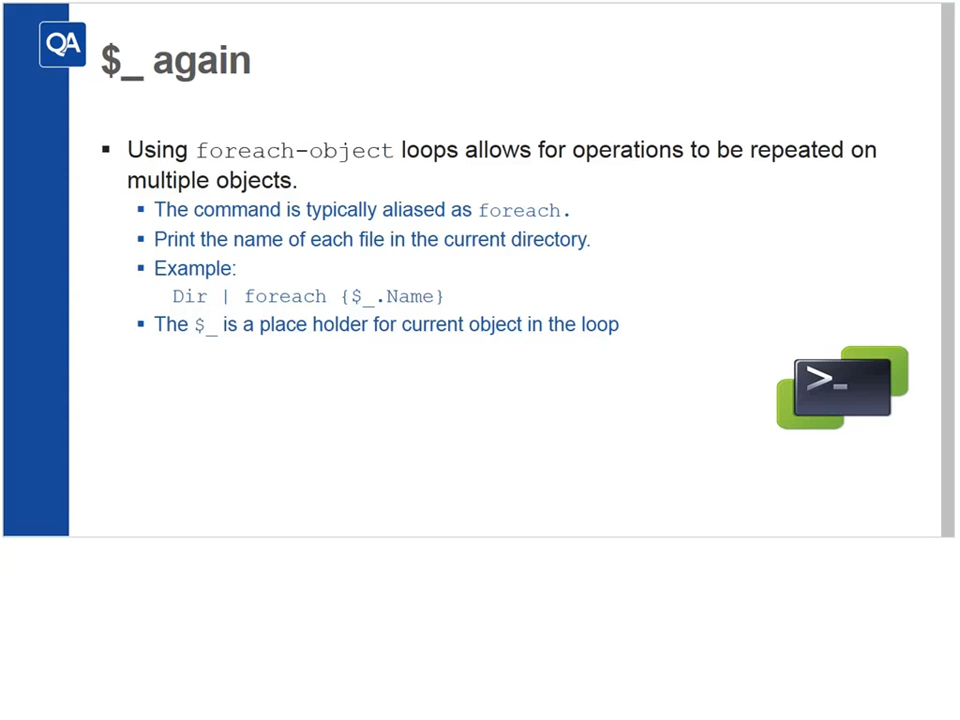 QA
$_ again
▪ Using foreach-object loops allows for operations to be repeated on
multiple objects.
▪ The command is typically aliased as foreach.
▪ Print the name of each file in the current directory.
▪ Example:
Dir | foreach {$_.Name}
▪ The $_ is a place holder for current object in the loop
>_